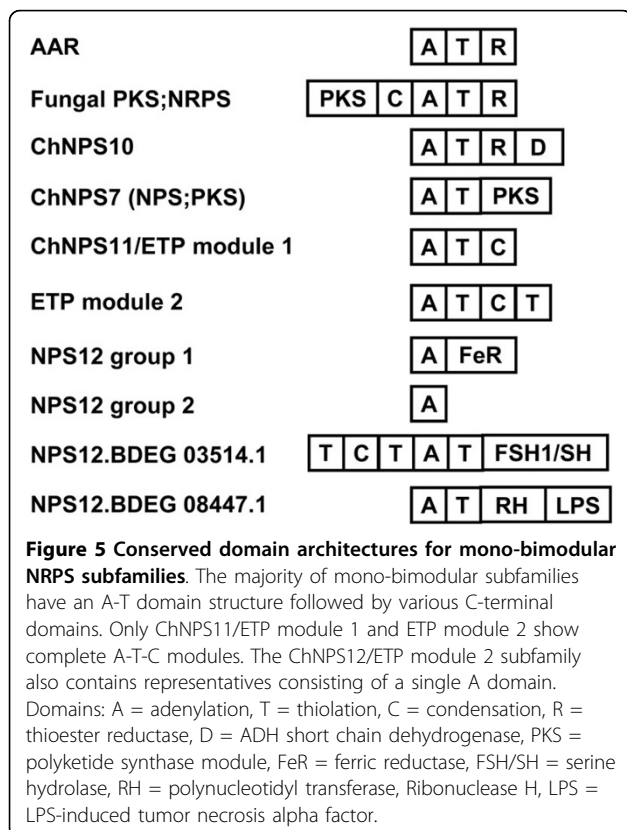 AAR A T R
Fungal PKS;NRPS PKS C A T R
ChNPS10 A T R D
ChNPS7 (NPS;PKS) A T PKS
ChNPS11/ETP module 1 A T C
ETP module 2 A T C T
NPS12 group 1 A FeR
NPS12 group 2 A
NPS12.BDEG 03514.1 T C T A T FSH1/SH
NPS12.BDEG 08447.1 A T RH LPS
Figure 5 Conserved domain architectures for mono-bimodular
NRPS subfamilies. The majority of mono-bimodular subfamilies
have an A-T domain structure followed by various C-terminal
domains. Only ChNPS11/ETP module 1 and ETP module 2 show
complete A-T-C modules. The ChNPS12/ETP module 2 subfamily
also contains representatives consisting of a single A domain.
Domains: A = adenylation, T = thiolation, C = condensation, R =
thioester reductase, D = ADH short chain dehydrogenase, PKS =
polyketide synthase module, FeR = ferric reductase, FSH/SH = serine
hydrolase, RH = polynucleotidyl transferase, Ribonuclease H, LPS =
LPS-induced tumor necrosis alpha factor.